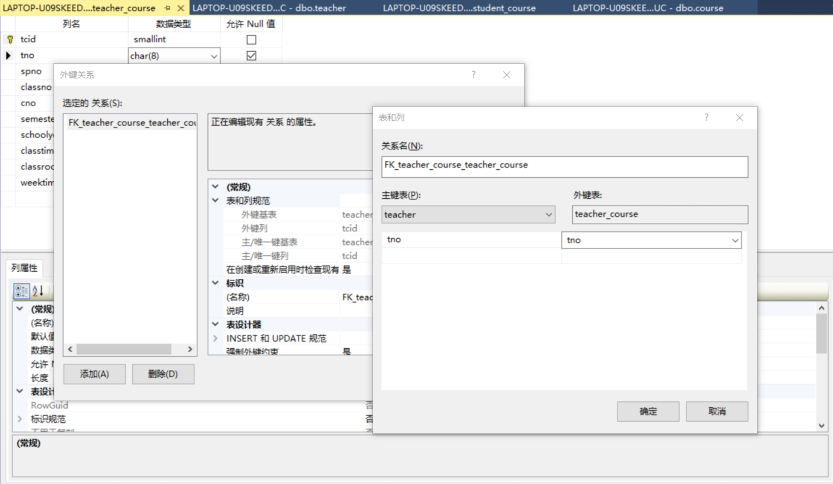 LAPTOP-U09SKEED....teacher_course
LAPTOP-U09SKEED...C - dbo.teacher
LAPTOP-U09SKEED....student_course
LAPTOP-U09SKEE...UC - dbo.course
列名 数据类型 允许 Null 值
tcid smallint
tno char(8)
spno
classno
cno
semeste
schooly
classtim
classroo
weektim
外键关系
选定的 关系(S):
FK_teacher_course_teacher_cou
正在编辑现有 关系 的属性。
(常规)
表和列规范
外键基表 teacher
外键列 tcid
主/唯一键基表 teacher
主/唯一键列 tcid
在创建或重新启用时检查现有 是
标识
(名称) FK_teac
说明
表设计器
INSERT 和 UPDATE 规范
强制外键约束 是
添加(A) 删除(D)
表和列
关系名(N):
FK_teacher_course_teacher_course
主键表(P): 外键表:
teacher teacher_course
tno tno
确定 取消
列属性
(常规)
(名称)
默认值
数据类
允许 N
长度
表设计
RowGuid 否
标识规范 否
(常规)